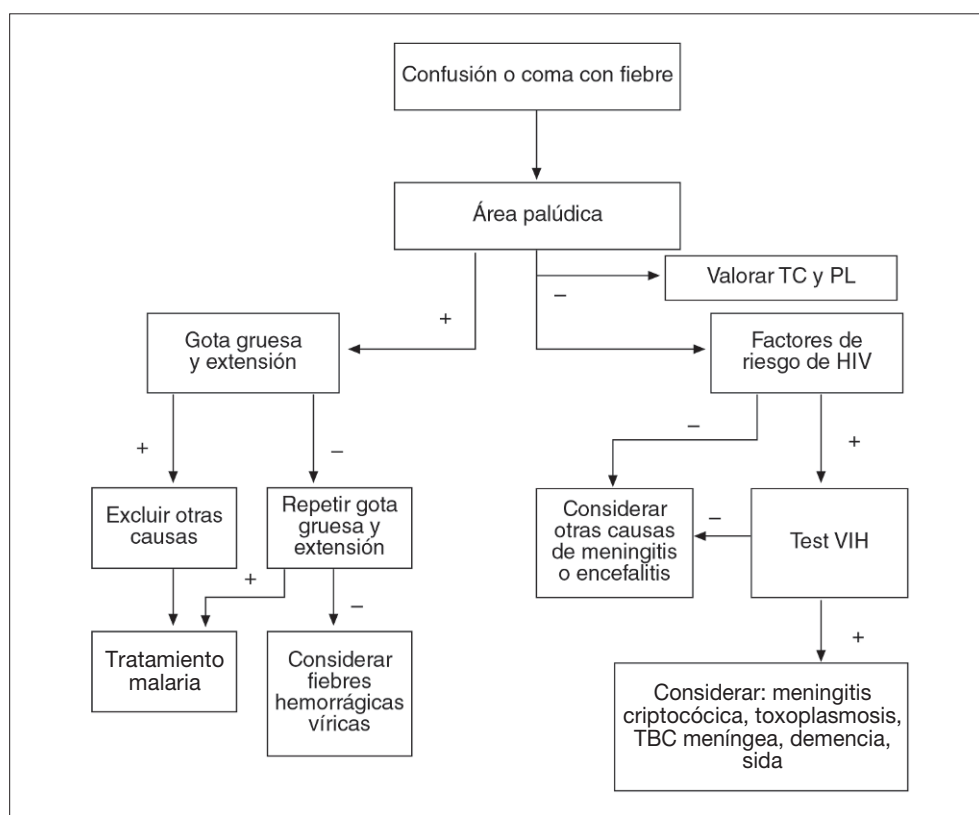 Confusión o coma con fiebre
Área palúdica
Valorar TC y PL
−
+
Gota gruesa
y extensión
Factores de
riesgo de HIV
+
−
−
+
Excluir otras
causas
Repetir gota
gruesa y
extensión
Considerar
otras causas
de meningitis
o encefalitis
−
Test VIH
+
−
+
Tratamiento
malaria
Considerar
fiebres
hemorrágicas
víricas
Considerar: meningitis
criptocócica, toxoplasmosis,
TBC meníngea, demencia,
sida